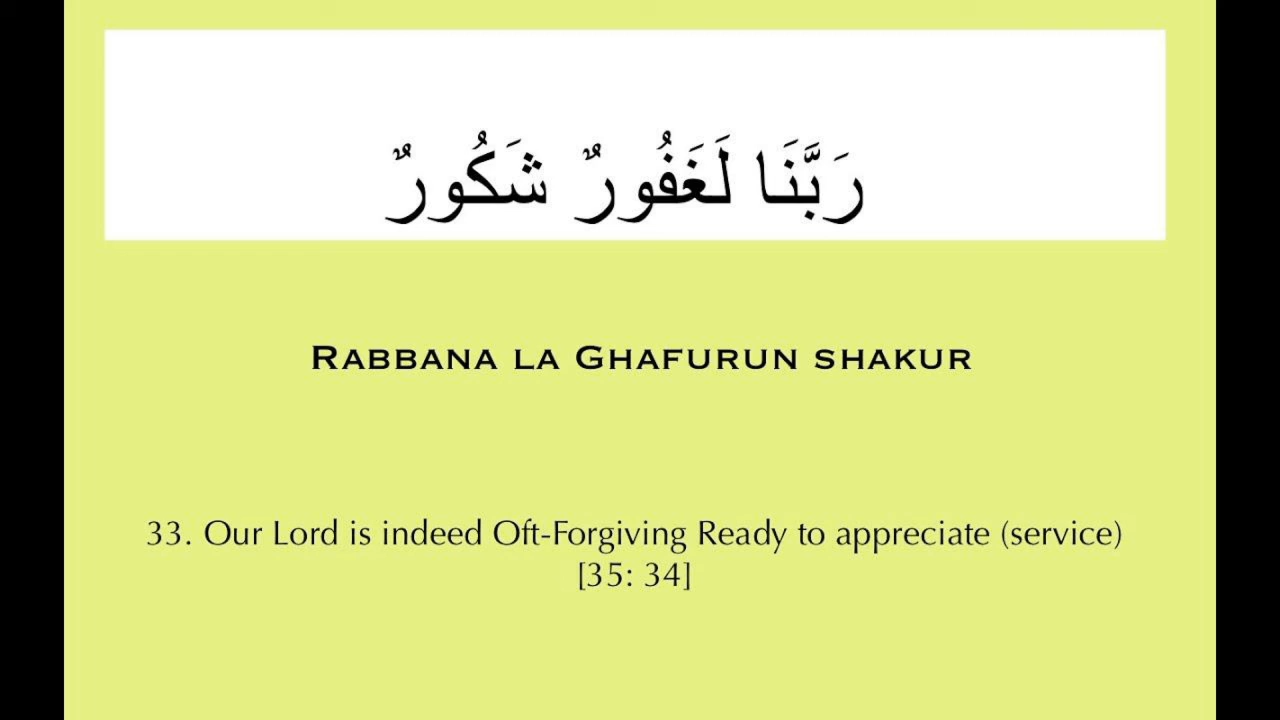 رَبَّنَا لَغَفُورٌ شَكُورٌ
Rabbana la Ghafurun shakur
33. Our Lord is indeed Oft-Forgiving Ready to appreciate (service)
[35: 34]